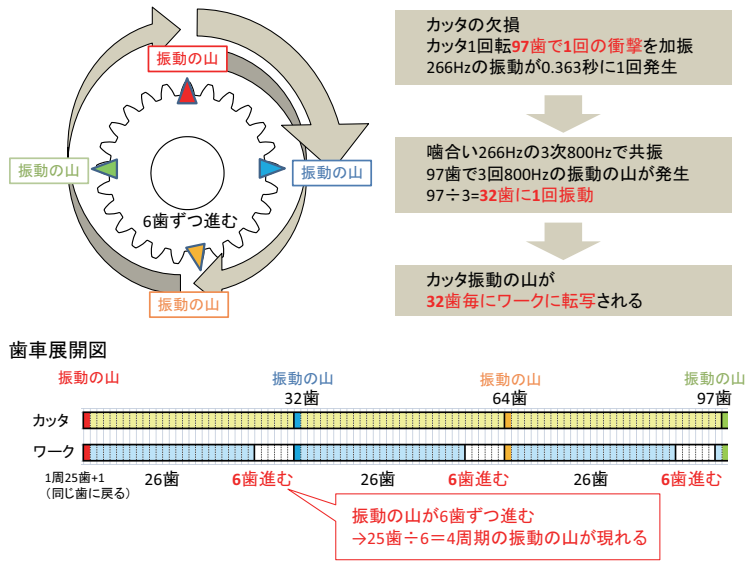 振動の山
振動の山
振動の山
6歯ずつ進む
振動の山
カッタの欠損
カッタ1回転97歯で1回の衝撃を加振
266Hzの振動が0.363秒に1回発生
噛合い266Hzの3次800Hzで共振
97歯で3回800Hzの振動の山が発生
97÷3=32歯に1回振動
カッタ振動の山が
32歯毎にワークに転写される
歯車展開図
振動の山 振動の山 振動の山 振動の山
32歯 64歯 97歯
カッタ
ワーク
1周25歯+1
（同じ歯に戻る）
26歯 6歯進む 26歯 6歯進む 26歯 6歯進む
振動の山が6歯ずつ進む
→25歯÷6＝4周期の振動の山が現れる